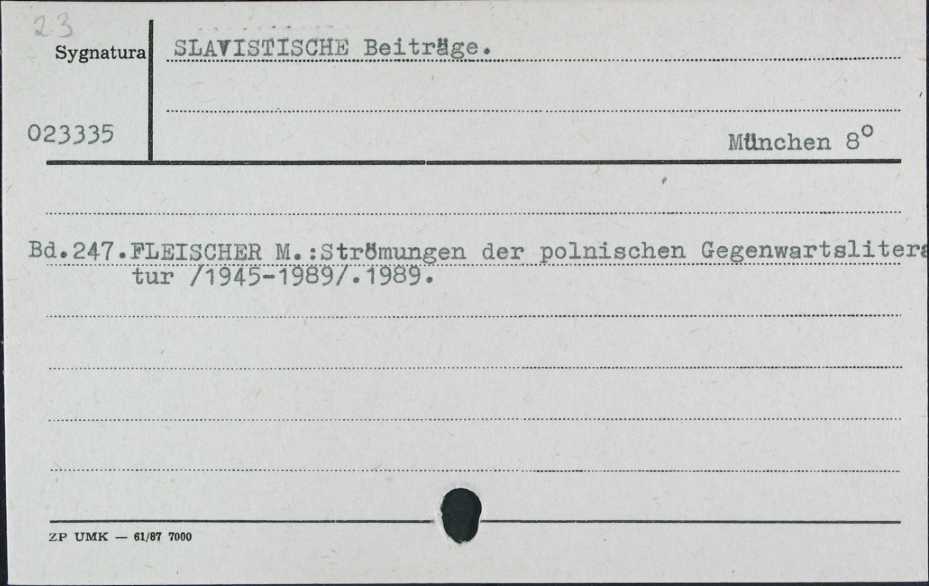 23
Sygnatura
SLAVISTISCHE Beiträge.
023335
München 8°
Bd.247.FLEISCHER M.:Strömungen der polnischen Gegenwartslitera
tur /1945-1989/.1989.
ZP UMK — 61/87 7000